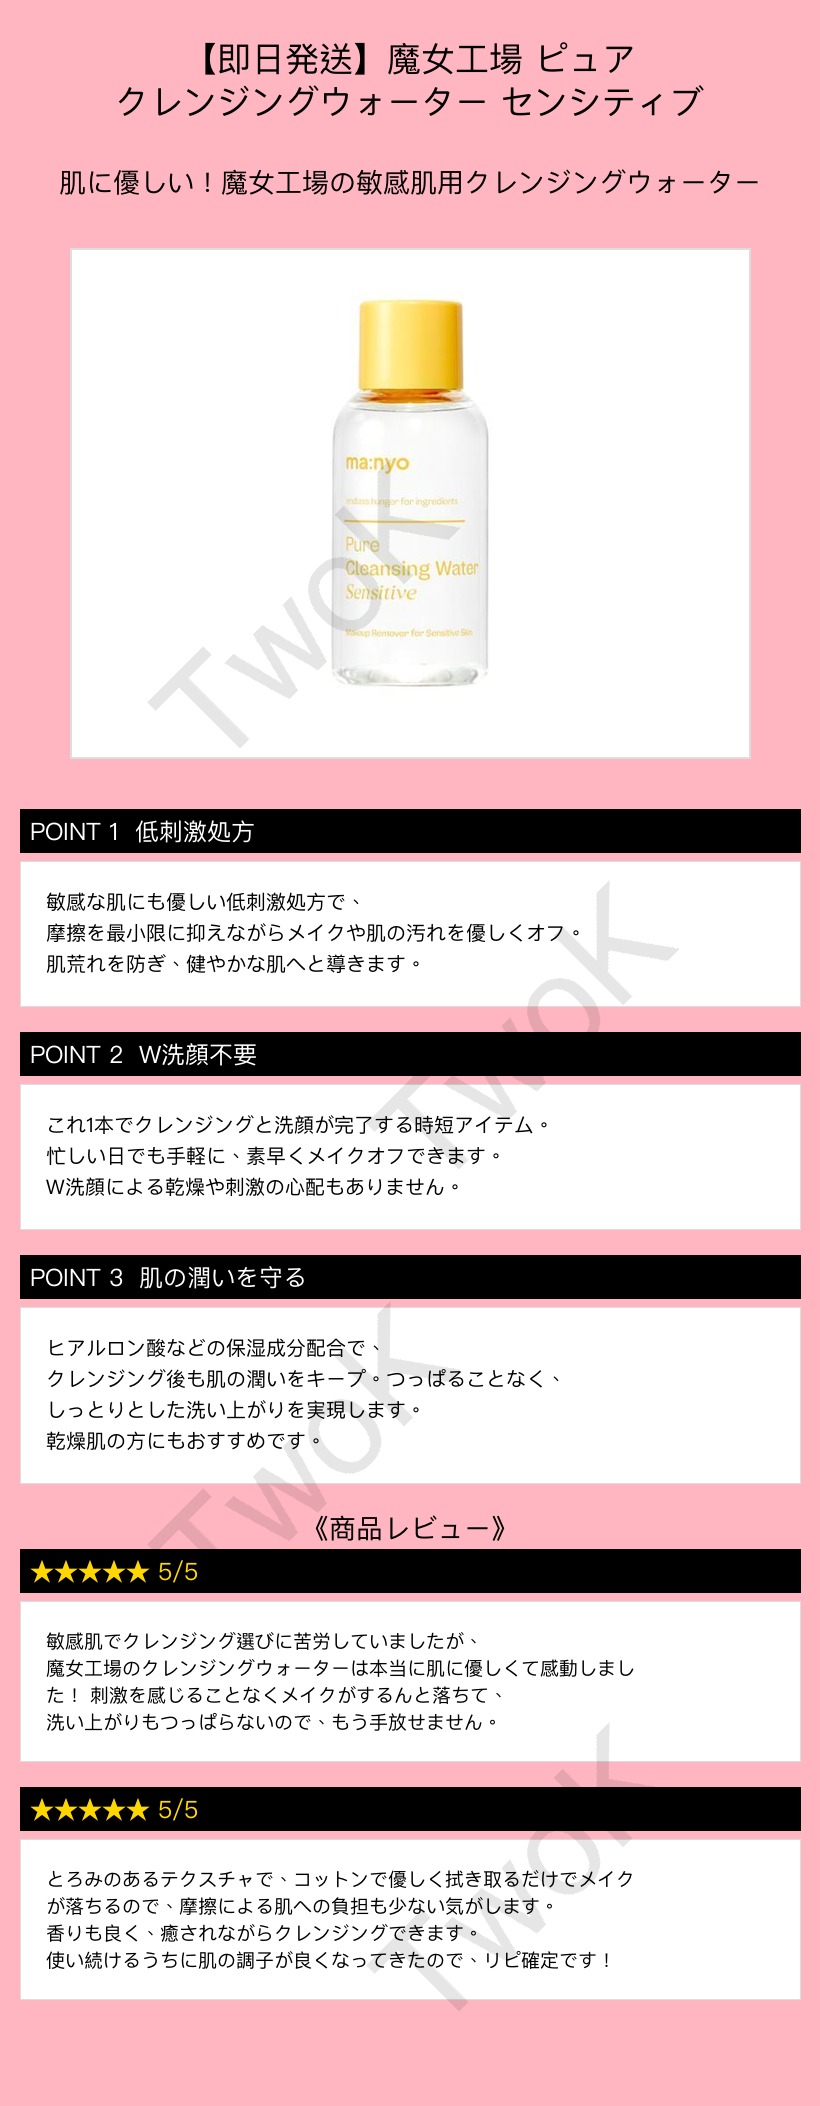 【即日発送】魔女工場 ピュア
クレンジングウォーター センシティブ
肌に優しい！魔女工場の敏感肌用クレンジングウォーター
ma:nyo
endless hunger for ingredients
Pure
Cleansing Water
Sensitive
Makeup Remover for Sensitive Skin
TwoK
POINT 1 低刺激処方
敏感な肌にも優しい低刺激処方で、
摩擦を最小限に抑えながらメイクや肌の汚れを優しくオフ。
肌荒れを防ぎ、健やかな肌へと導きます。
TwoK
POINT 2 W洗顔不要
これ1本でクレンジングと洗顔が完了する時短アイテム。
忙しい日でも手軽に、素早くメイクオフできます。
W洗顔による乾燥や刺激の心配もありません。
POINT 3 肌の潤いを守る
ヒアルロン酸などの保湿成分配合で、
クレンジング後も肌の潤いをキープ。つっぱることなく、
しっとりとした洗い上がりを実現します。
乾燥肌の方にもおすすめです。
TwoK
《商品レビュー》
★★★★★ 5/5
敏感肌でクレンジング選びに苦労していましたが、
魔女工場のクレンジングウォーターは本当に肌に優しくて感動しまし
た！ 刺激を感じることなくメイクがするんと落ちて、
洗い上がりもつっぱらないので、もう手放せません。
★★★★★ 5/5
とろみのあるテクスチャで、コットンで優しく拭き取るだけでメイク
が落ちるので、摩擦による肌への負担も少ない気がします。
香りも良く、癒されながらクレンジングできます。
使い続けるうちに肌の調子が良くなってきたので、リピ確定です！
TwoK